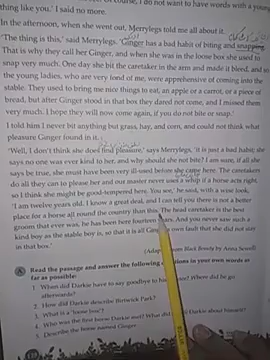 thing like you.' I said no more.
In the afternoon, when she went out, Merrylegs told me all about it.
'The thing is,' said Merrylegs. 'Ginger has a bad habit of biting and snapping.
That is why they call her Ginger, and when she was in the loose box she used to
snap very much. One day she bit the caretaker in the arm and made it bleed, and so
the young ladies, who are very fond of me, were apprehensive of coming into the
stable. They used to bring me nice things to eat, an apple or a carrot, or a piece of
bread, but after Ginger stood in that box they dared not come, and I missed them
very much. I hope they will now come again, if you do not bite or snap.'
I told him I never bit anything but grass, hay, and corn, and could not think what
pleasure Ginger found in it.
'Well, I don't think she does find pleasure,' says Merrylegs, 'it is just a bad habit; she
says no one was ever kind to her, and why should she not bite? I am sure, if all she
says be true, she must have been very ill-used before she came here. The caretakers
do all they can to please her and our master never uses a whip if a horse acts right,
so I think she might be good-tempered here. You see,' he said, with a wise look,
'I am twelve years old. I know a great deal, and I can tell you there is not a better
place for a horse all round the country than this. The head caretaker is the best
groom that ever was, he has been here fourteen years. And you never saw such a
kind boy as the stable boy is, so that it is all Ginger's own fault that she did not stay
in that box.'
from Black Beauty by Anna Sewell
A Read the passage and answer the following in your own words as
far as possible:
1 When did Darkie have to say goodbye to Where did he go
afterwards?
2 How did Darkie describe Birtwick Park?
3 What is a 'loose box'?
4 Who was the first horse Darkie met? What did Darkie about himself?
5 Describe the horse named Ginger.